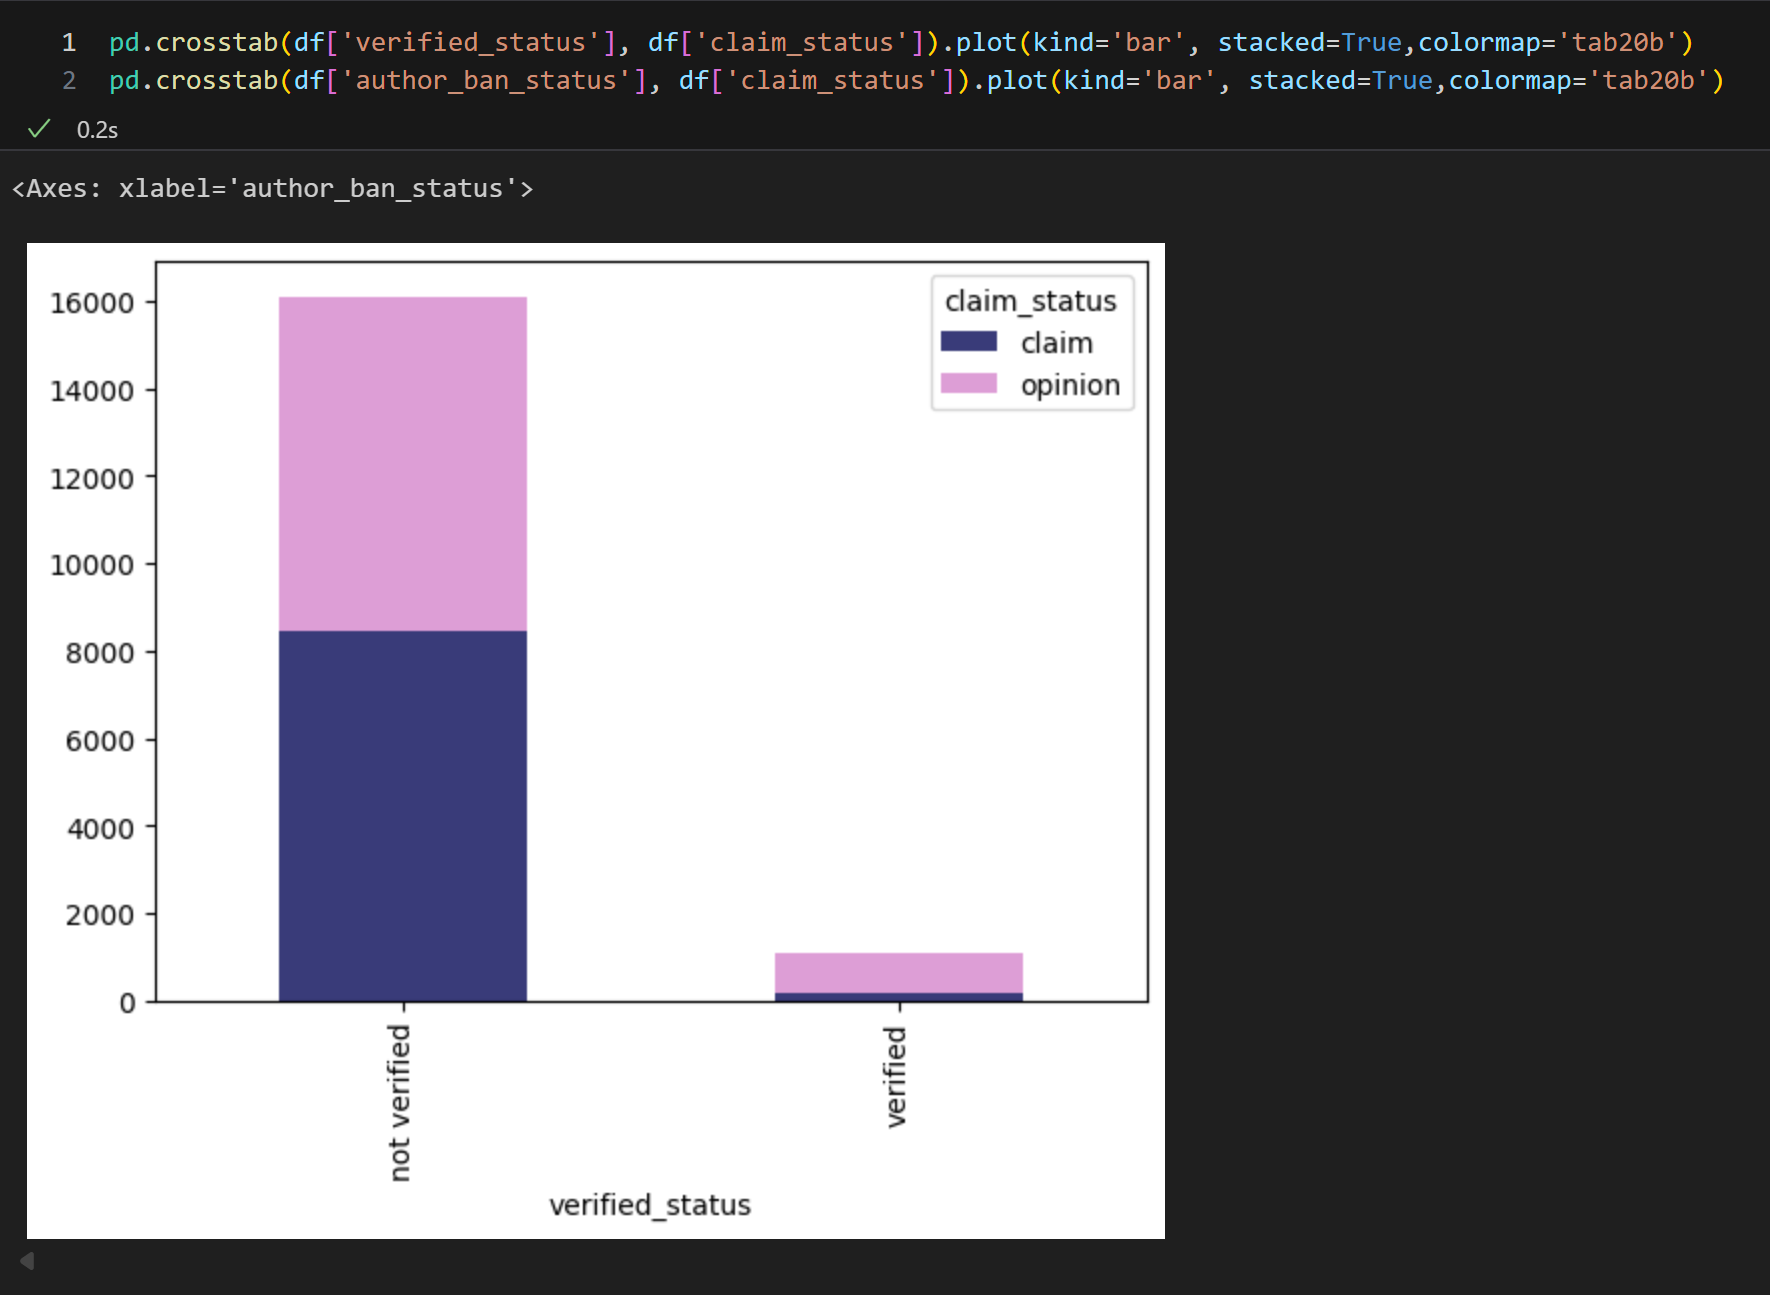 1 pd.crosstab(df['verified_status'], df['claim_status']).plot(kind='bar', stacked=True,colormap='tab20b')
2 pd.crosstab(df['author_ban_status'], df['claim_status']).plot(kind='bar', stacked=True,colormap='tab20b')
0.2s
<Axes: xlabel='author_ban_status'>
claim_status
claim
opinion
16000
14000
12000
10000
8000
6000
4000
2000
0
not verified
verified
verified_status